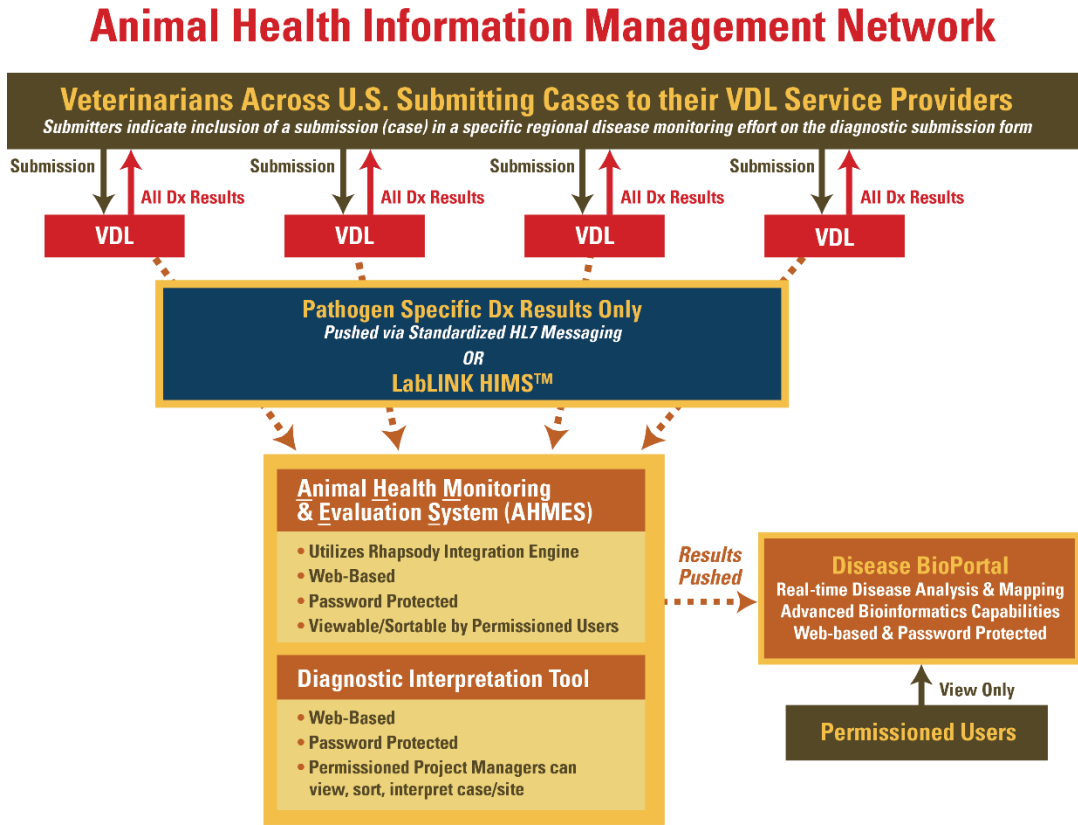 Animal Health Information Management Network
Veterinarians Across U.S. Submitting Cases to their VDL Service Providers
Submitters indicate inclusion of a submission (case) in a specific regional disease monitoring effort on the diagnostic submission form
Submission
All Dx Results
VDL
Submission
All Dx Results
VDL
Submission
All Dx Results
VDL
Submission
All Dx Results
VDL
Pathogen Specific Dx Results Only
Pushed via Standardized HL7 Messaging
OR
LabLINK HIMS™
Animal Health Monitoring
& Evaluation System (AHMES)
• Utilizes Rhapsody Integration Engine
• Web-Based
• Password Protected
• Viewable/Sortable by Permissioned Users
Diagnostic Interpretation Tool
• Web-Based
• Password Protected
• Permissioned Project Managers can
view, sort, interpret case/site
Results
Pushed
Disease BioPortal
Real-time Disease Analysis & Mapping
Advanced Bioinformatics Capabilities
Web-based & Password Protected
View Only
Permissioned Users